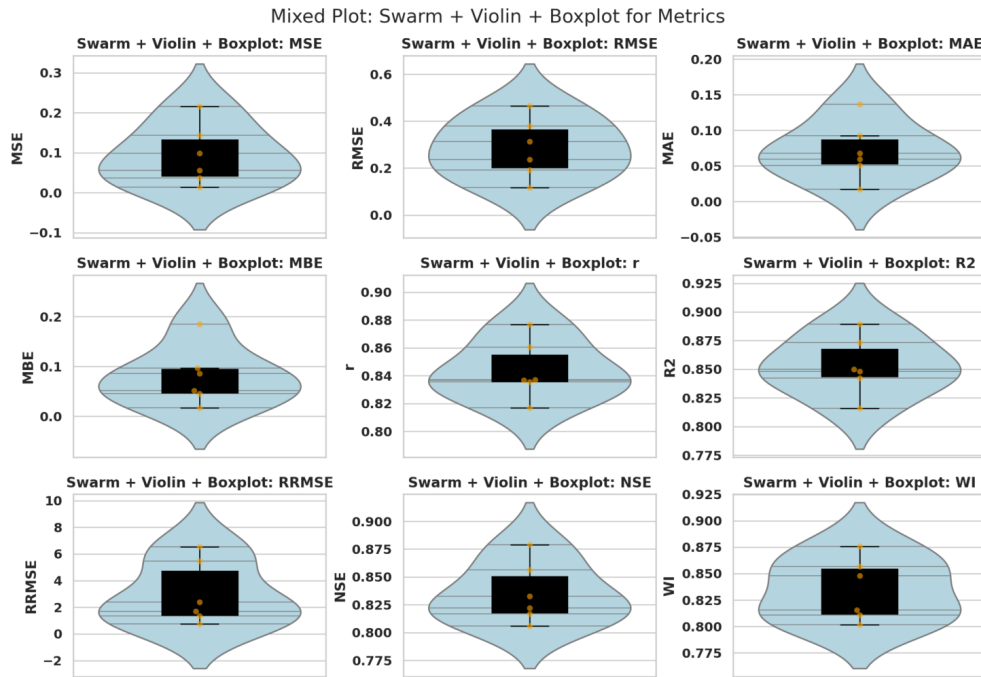 Mixed Plot: Swarm + Violin + Boxplot for Metrics
Swarm + Violin + Boxplot: MSE
MSE
0.3
0.2
0.1
0.0
−0.1
Swarm + Violin + Boxplot: RMSE
RMSE
0.6
0.4
0.2
0.0
Swarm + Violin + Boxplot: MAE
MAE
0.20
0.15
0.10
0.05
0.00
−0.05
Swarm + Violin + Boxplot: MBE
MBE
0.2
0.1
0.0
Swarm + Violin + Boxplot: r
r
0.90
0.88
0.86
0.84
0.82
0.80
Swarm + Violin + Boxplot: R2
R2
0.925
0.900
0.875
0.850
0.825
0.800
0.775
Swarm + Violin + Boxplot: RRMSE
RRMSE
10
8
6
4
2
0
−2
Swarm + Violin + Boxplot: NSE
NSE
0.900
0.875
0.850
0.825
0.800
0.775
Swarm + Violin + Boxplot: WI
WI
0.925
0.900
0.875
0.850
0.825
0.800
0.775